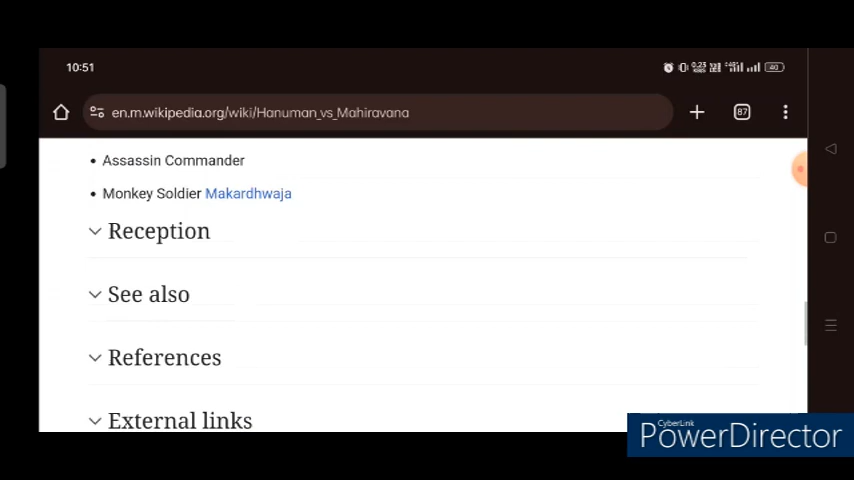 10:51
40
en.m.wikipedia.org/wiki/Hanuman_vs_Mahiravana
87
• Assassin Commander
• Monkey Soldier Makardhwaja
Reception
See also
References
External links
CyberLink
PowerDirector